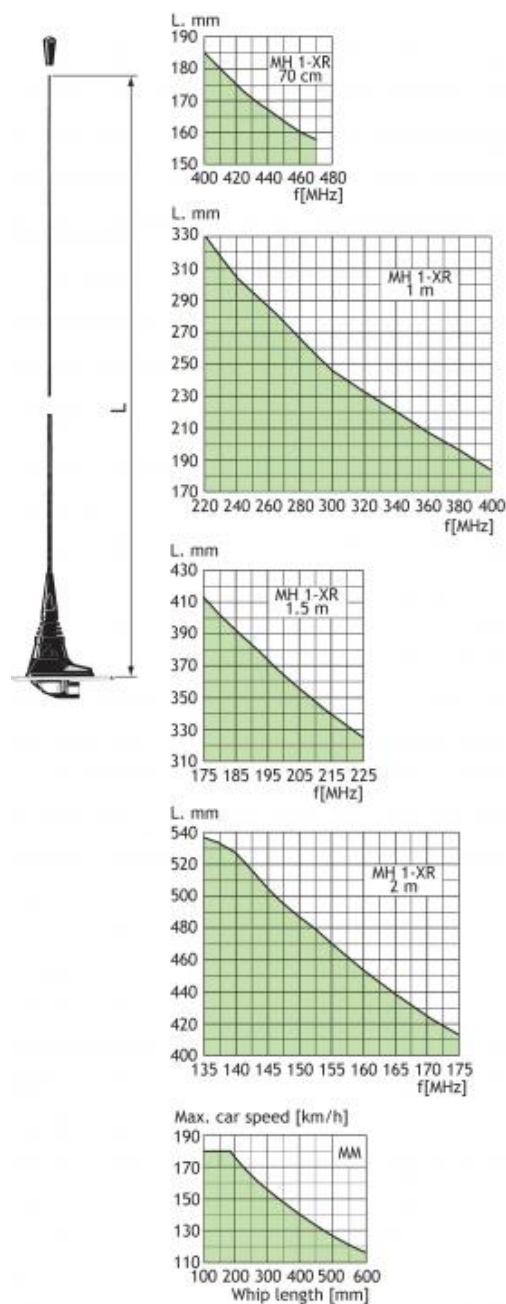 L. mm
190
180
170
160
150
MH 1-XR
70 cm
400 420 440 460 480
f[MHz]
L. mm
330
310
290
270
250
230
210
190
170
MH 1-XR
1 m
220 240 260 280 300 320 340 360 380 400
f[MHz]
L
L. mm
430
410
390
370
350
330
310
MH 1-XR
1.5 m
175 185 195 205 215 225
f[MHz]
L. mm
540
520
500
480
460
440
420
400
MH 1-XR
2 m
135 140 145 150 155 160 165 170 175
f[MHz]
Max. car speed [km/h]
190
170
150
130
110
MM
100 200 300 400 500 600
Whip length [mm]